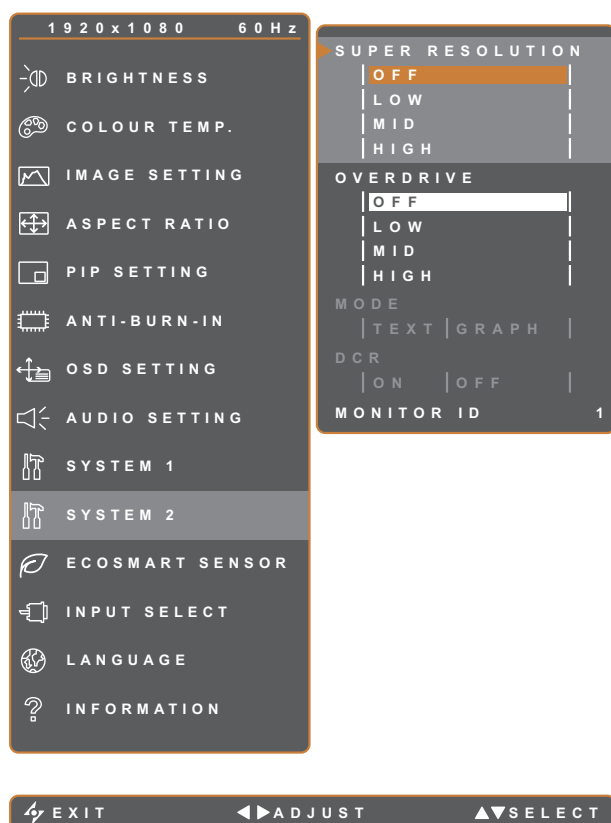 1920x1080 60Hz
BRIGHTNESS
COLOUR TEMP.
IMAGE SETTING
ASPECT RATIO
PIP SETTING
ANTI-BURN-IN
OSD SETTING
AUDIO SETTING
SYSTEM 1
SYSTEM 2
ECOSMART SENSOR
INPUT SELECT
LANGUAGE
INFORMATION
SUPER RESOLUTION
OFF
LOW
MID
HIGH
OVERDRIVE
OFF
LOW
MID
HIGH
MODE
TEXT GRAPH
DCR
ON OFF
MONITOR ID 1
EXIT ADJUST SELECT